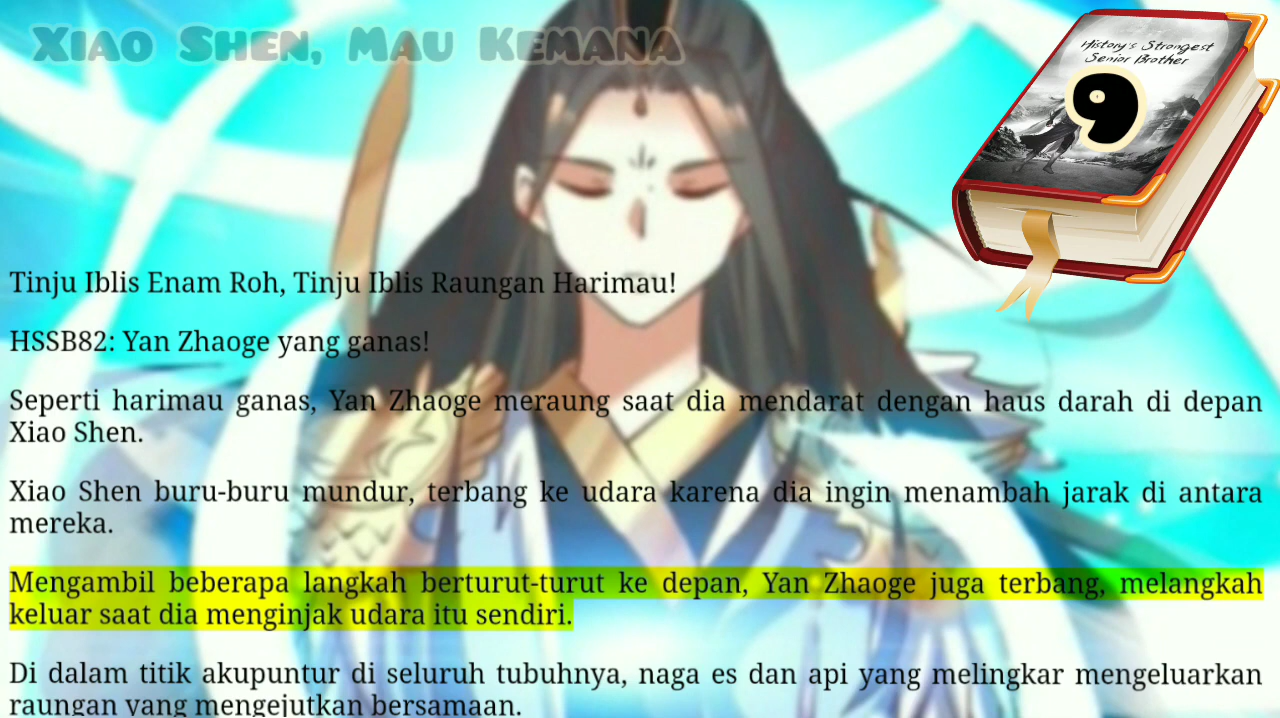 Xiao Shen, Mau Kemana
History's Strongest
Senior Brother
9
Tinju Iblis Enam Roh, Tinju Iblis Raungan Harimau!
HSSB82: Yan Zhaoge yang ganas!
Seperti harimau ganas, Yan Zhaoge meraung saat dia mendarat dengan haus darah di depan
Xiao Shen.
Xiao Shen buru-buru mundur, terbang ke udara karena dia ingin menambah jarak di antara
mereka.
Mengambil beberapa langkah berturut-turut ke depan, Yan Zhaoge juga terbang, melangkah
keluar saat dia menginjak udara itu sendiri.
Di dalam titik akupuntur di seluruh tubuhnya, naga es dan api yang melingkar mengeluarkan
raungan yang mengejutkan bersamaan.